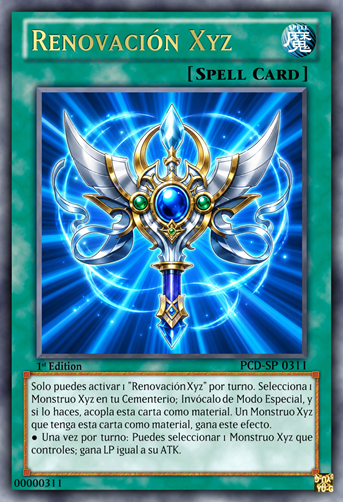 Renovación Xyz
魔
[Spell Card]
1st Edition
PCD-SP 0311
Solo puedes activar 1 "Renovación Xyz" por turno. Selecciona 1
Monstruo Xyz en tu Cementerio; Invócalo de Modo Especial, y
si lo haces, acopla esta carta como material. Un Monstruo Xyz
que tenga esta carta como material, gana este efecto.
● Una vez por turno: Puedes seleccionar 1 Monstruo Xyz que
controles; gana LP igual a su ATK.
00000311